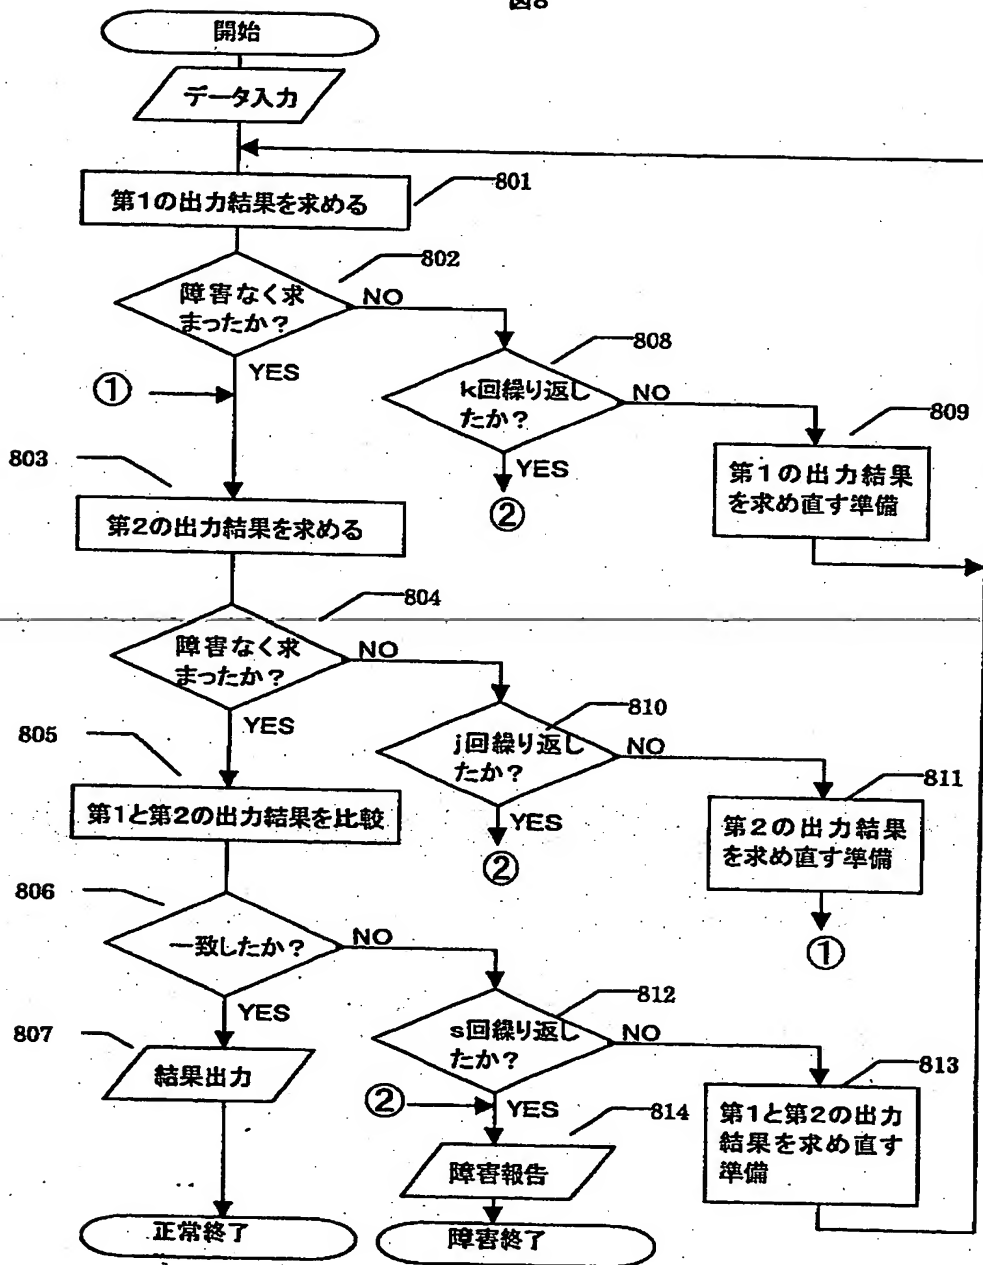 図8
開始
データ入力
第1の出力結果を求める
801
802
障害なく求
まったか?
NO
YES
808
k回繰り返し
たか?
NO
YES
②
809
第1の出力結果
を求め直す準備
①
803
第2の出力結果を求める
804
障害なく求
まったか?
NO
YES
810
j回繰り返し
たか?
NO
YES
②
811
第2の出力結果
を求め直す準備
①
805
第1と第2の出力結果を比較
806
一致したか?
NO
YES
812
s回繰り返し
たか?
NO
YES
②
813
第1と第2の出力
結果を求め直す
準備
807
結果出力
814
障害報告
正常終了
障害終了